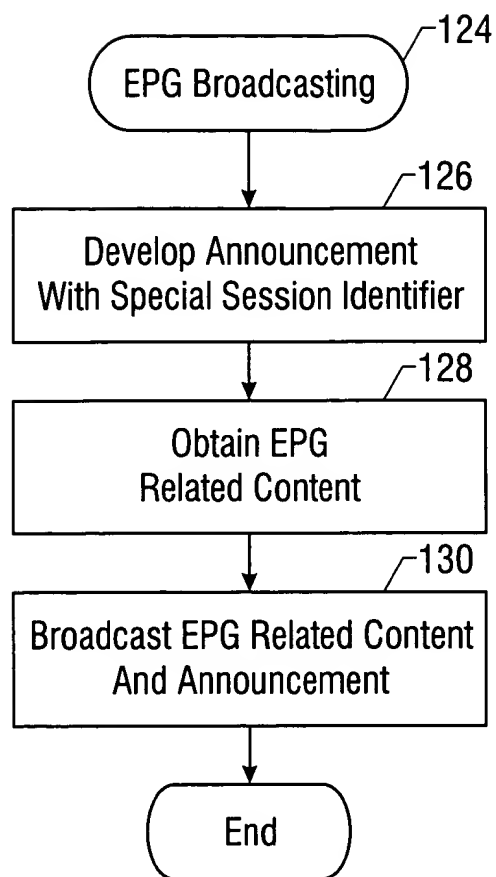 124
EPG Broadcasting
126
Develop Announcement
With Special Session Identifier
128
Obtain EPG
Related Content
130
Broadcast EPG Related Content
And Announcement
End